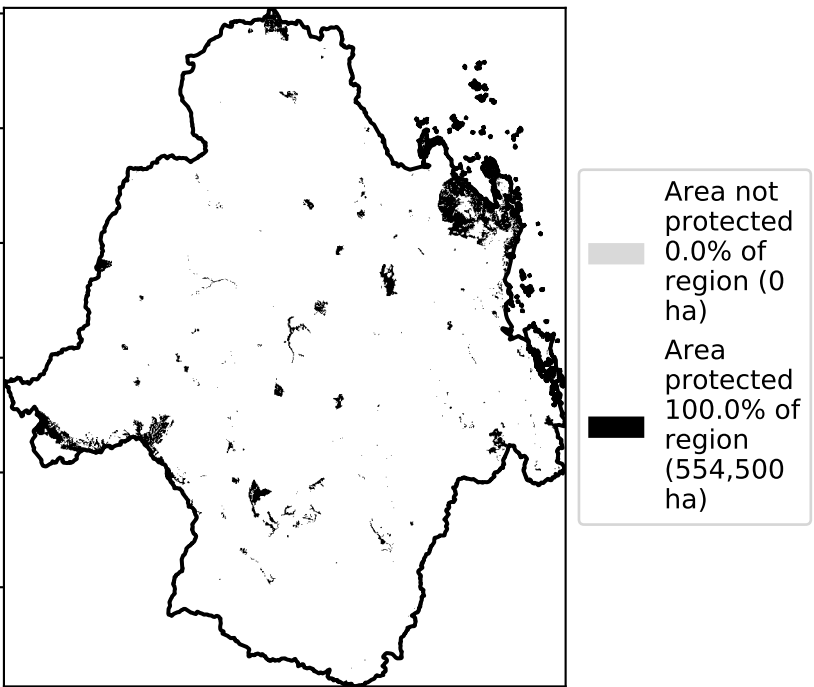 Area not
protected
0.0% of
region (0
ha)
Area
protected
100.0% of
region
(554,500
ha)